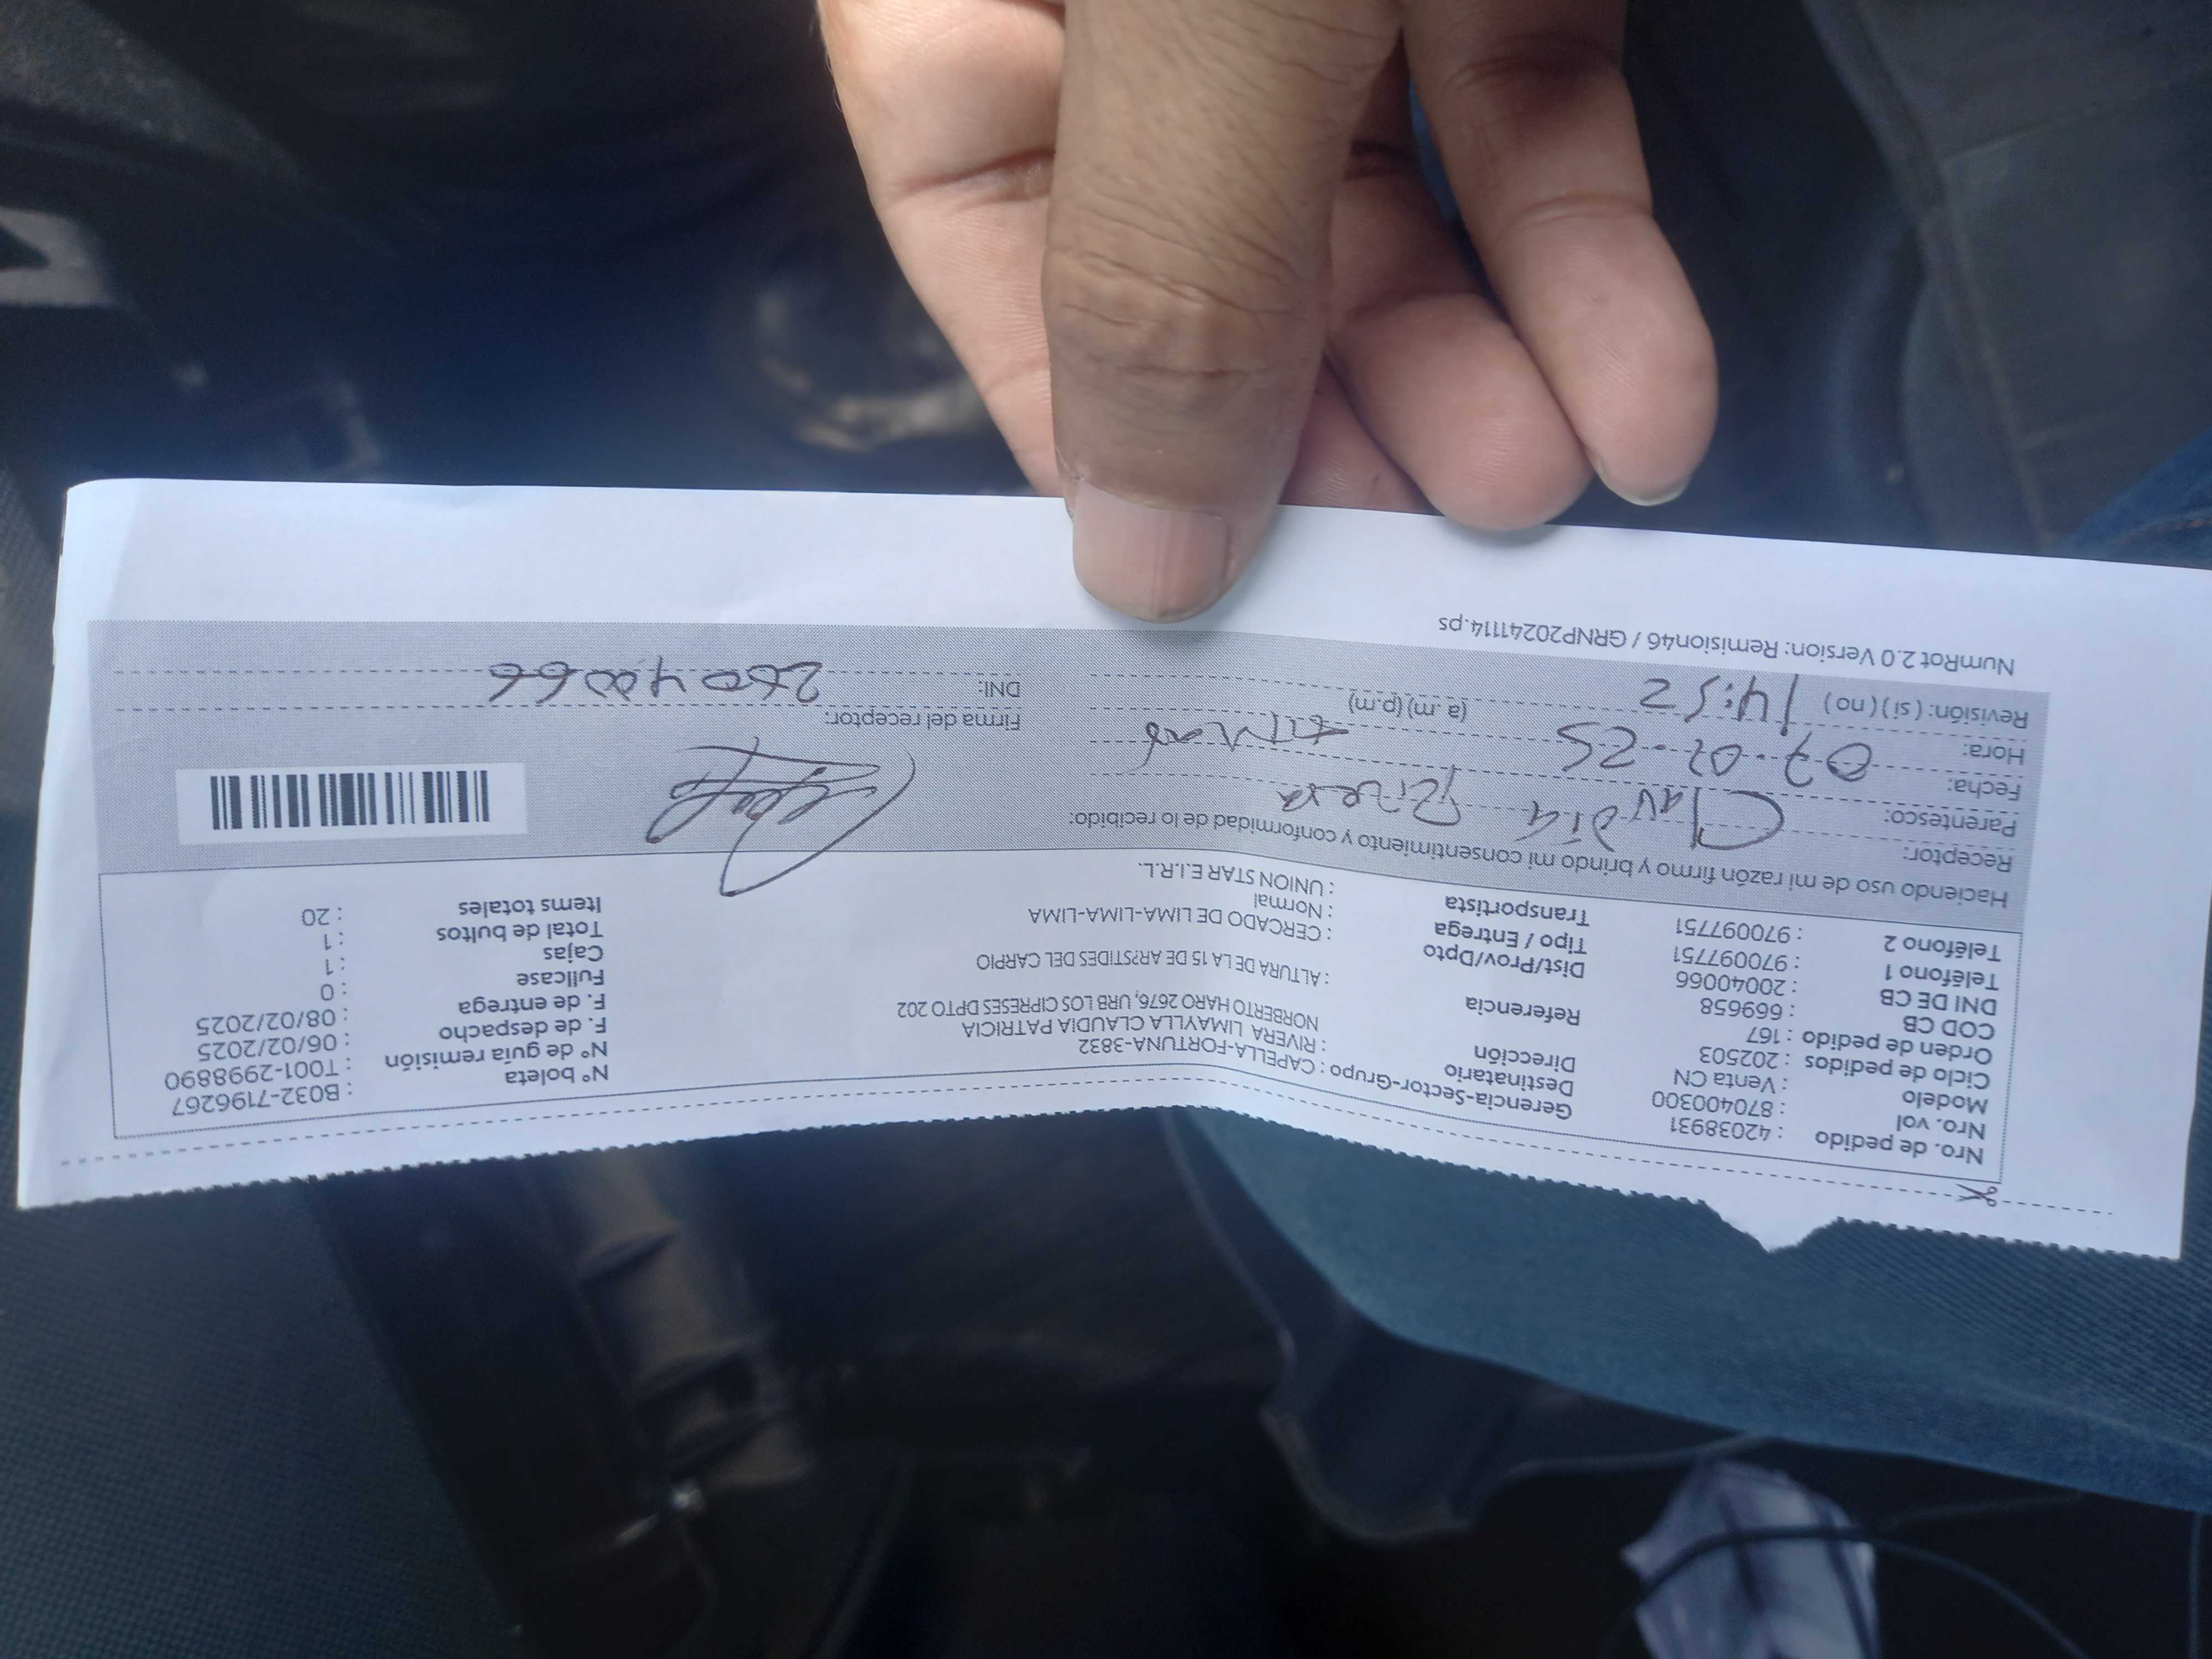 Nro. de pedido : 42038931
Nro. vol : 870400300
Modelo : Venta CN
Ciclo de pedidos : 202503
Orden de pedido : 167
COD CB : 669658
DNI DE CB : 20040066
Teléfono 1 : 970097751
Teléfono 2 : 970097751
Gerencia-Sector-Grupo : CAPELLA-FORTUNA-3832
Destinatario : RIVERA LIMAYLLA CLAUDIA PATRICIA
Dirección NORBERTO HARO 2676, URB LOS CIPRESES DPTO 202
Referencia : ALTURA DE LA 15 DE AR?STIDES DEL CARPIO
Dist/Prov/Dpto : CERCADO DE LIMA-LIMA-LIMA
Tipo / Entrega : Normal
Transportista : UNION STAR E.I.R.L.
Nº boleta : B032-7196267
Nº de guía remisión : T001-2998890
F. de despacho : 06/02/2025
F. de entrega : 08/02/2025
Fullcase : 0
Cajas : 1
Total de bultos : 1
Items totales : 20
Haciendo uso de mi razón firmo y brindo mi consentimiento y conformidad de lo recibido:
Receptor: Claudia Rivera
Parentesco:
Fecha: 07-02-25
Hora: 14:52 (a.m) (p.m)
Revisión: ( si ) ( no )
Firma del receptor:
DNI: 20040066
NumRot 2.0 Version: Remision46 / GRNP20241114.ps